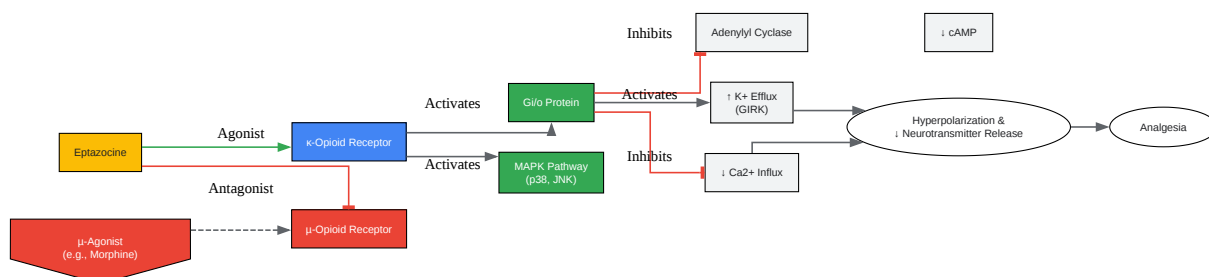 Inhibits
Adenylyl Cyclase
↓ cAMP
Activates
Gi/o Protein
Activates
↑ K+ Efflux
(GIRK)
Hyperpolarization &
↓ Neurotransmitter Release
Analgesia
Eptazocine
Agonist
κ-Opioid Receptor
Activates
MAPK Pathway
(p38, JNK)
Inhibits
↓ Ca2+ Influx
Antagonist
µ-Opioid Receptor
µ-Agonist
(e.g., Morphine)